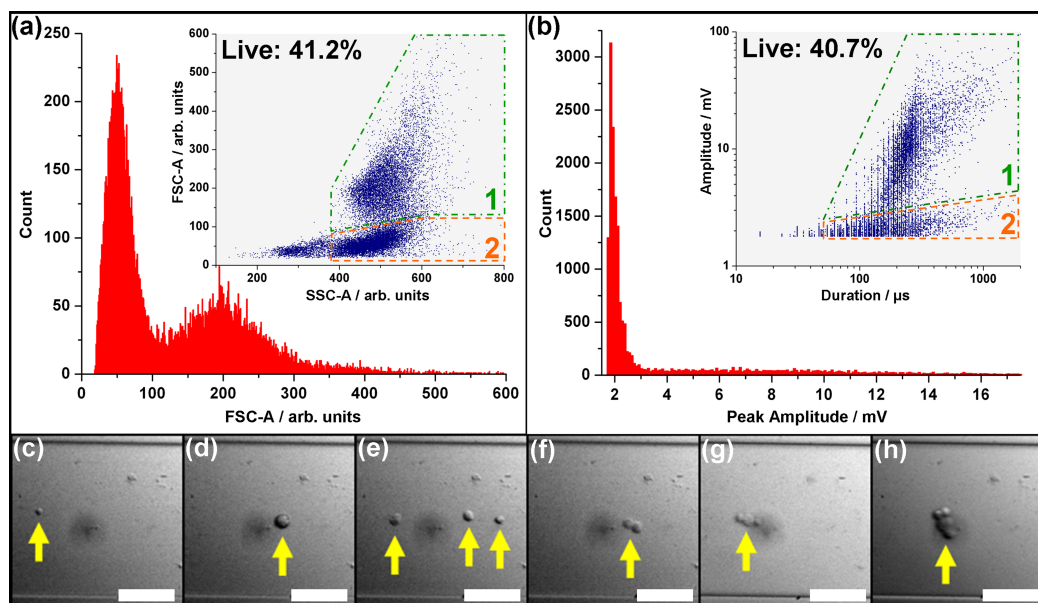 (a)
Live: 41.2%
Count
250
200
150
100
50
0
0 100 200 300 400 500 600
FSC-A / arb. units
FSC-A / arb. units
600
500
400
300
200
100
0
200 400 600 800
SSC-A / arb. units
1
2
(b)
Live: 40.7%
Count
3000
2500
2000
1500
1000
500
0
2 4 6 8 10 12 14 16
Peak Amplitude / mV
Amplitude / mV
100
10
1
10 100 1000
Duration / µs
1
2
(c) (d) (e) (f) (g) (h)